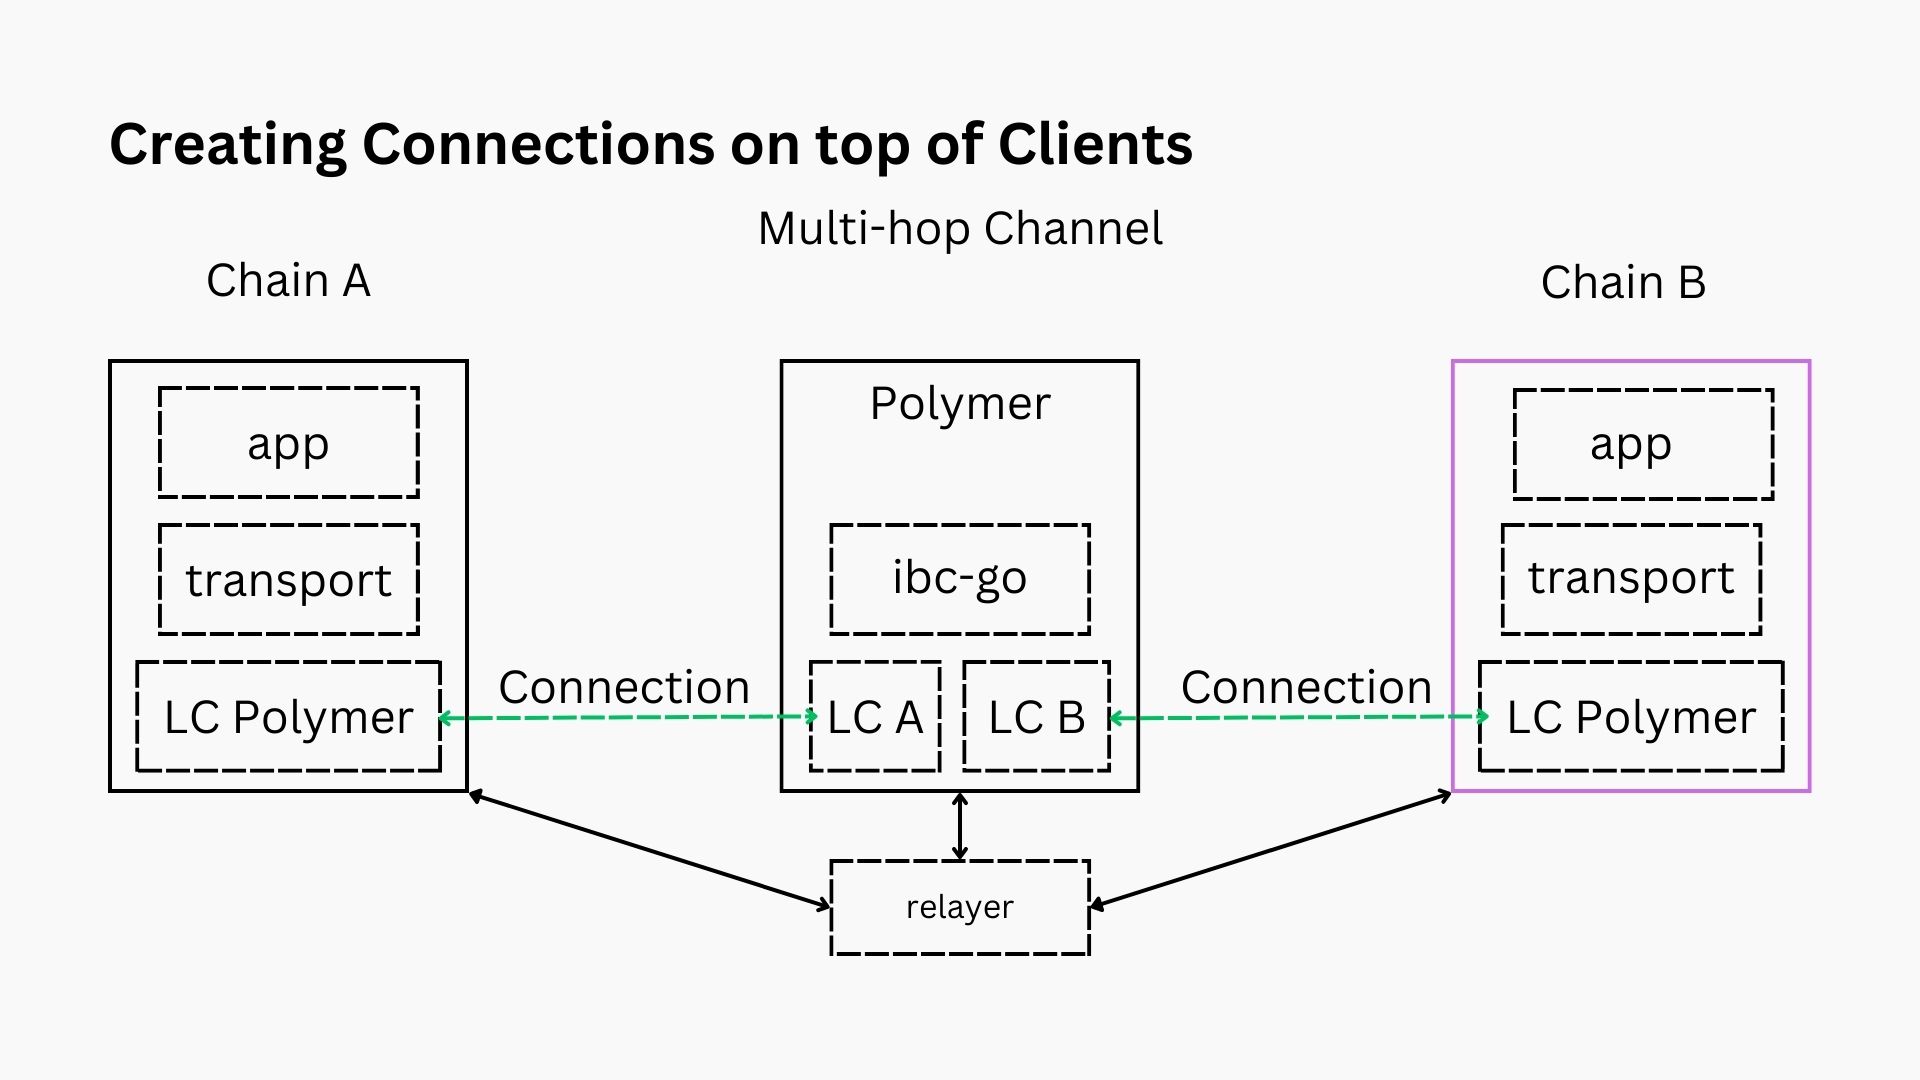 Creating Connections on top of Clients
Multi-hop Channel
Chain A
Chain B
app
transport
LC Polymer
Connection
Polymer
ibc-go
LC A
LC B
Connection
app
transport
LC Polymer
relayer